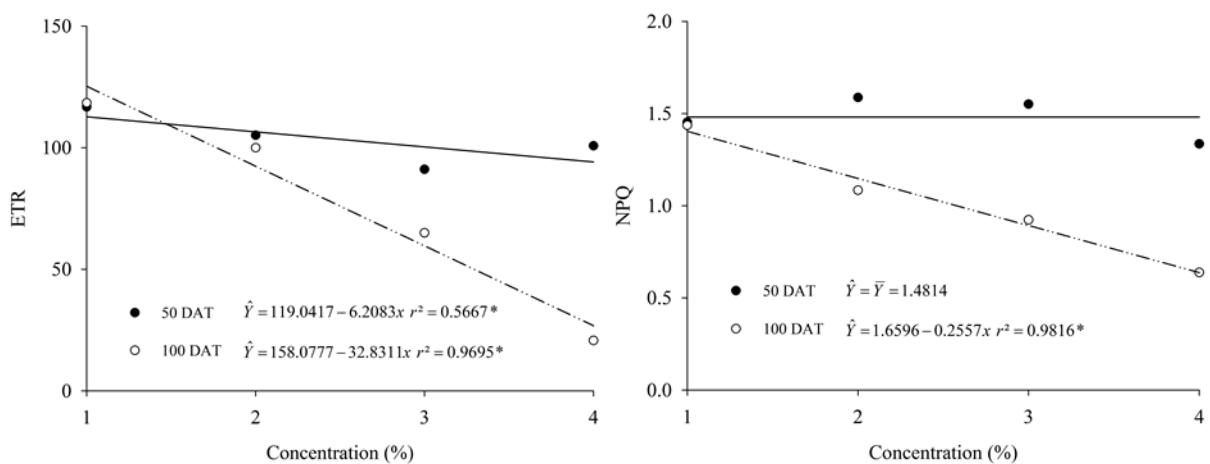 150
100
50
0
ETR
50 DAT Ŷ = 119.0417 − 6.2083x r² = 0.5667 *
100 DAT Ŷ = 158.0777 − 32.8311x r² = 0.9695 *
1 2 3 4
Concentration (%)
2.0
1.5
1.0
0.5
0.0
NPQ
50 DAT Ŷ = Y̅ = 1.4814
100 DAT Ŷ = 1.6596 − 0.2557x r² = 0.9816 *
1 2 3 4
Concentration (%)